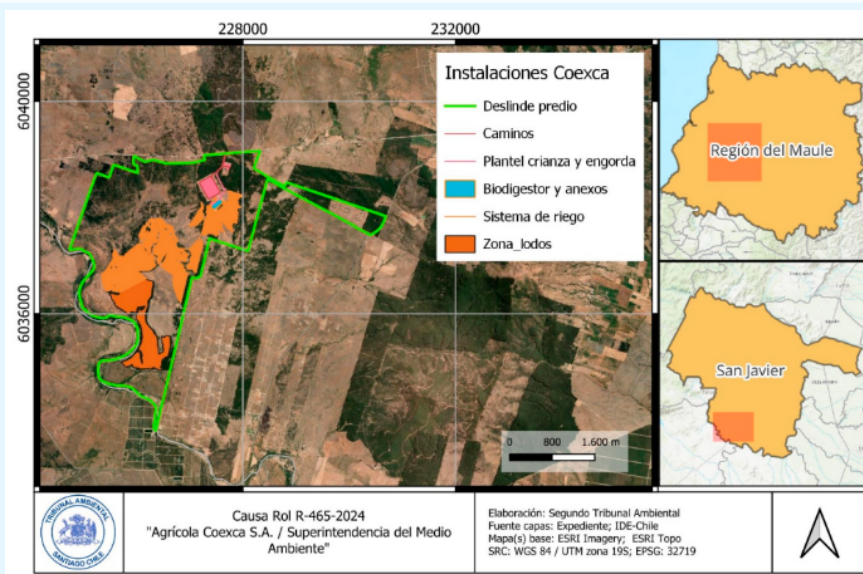 228000
232000
6040000
6036000
Instalaciones Coexca
Deslinde predio
Caminos
Plantel crianza y engorda
Biodigestor y anexos
Sistema de riego
Zona_lodos
0 800 1.600 m
Región del Maule
San Javier
TRIBUNAL AMBIENTAL
SANTIAGO CHILE
Causa Rol R-465-2024
"Agrícola Coexca S.A. / Superintendencia del Medio
Ambiente"
Elaboración: Segundo Tribunal Ambiental
Fuente capas: Expediente; IDE-Chile
Mapa(s) base: ESRI Imagery; ESRI Topo
SRC: WGS 84 / UTM zona 19S; EPSG: 32719